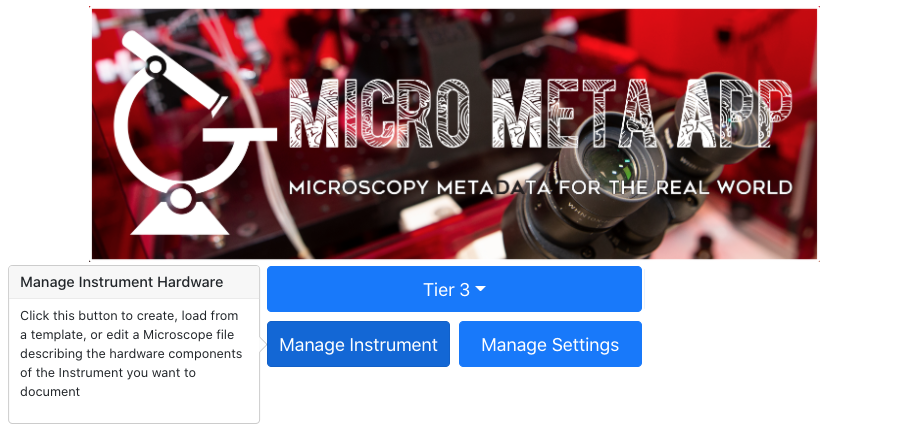 MICRO META APP
MICROSCOPY METADATA FOR THE REAL WORLD
Manage Instrument Hardware
Click this button to create, load from
a template, or edit a Microscope file
describing the hardware components
of the Instrument you want to
document
Tier 3
Manage Instrument
Manage Settings